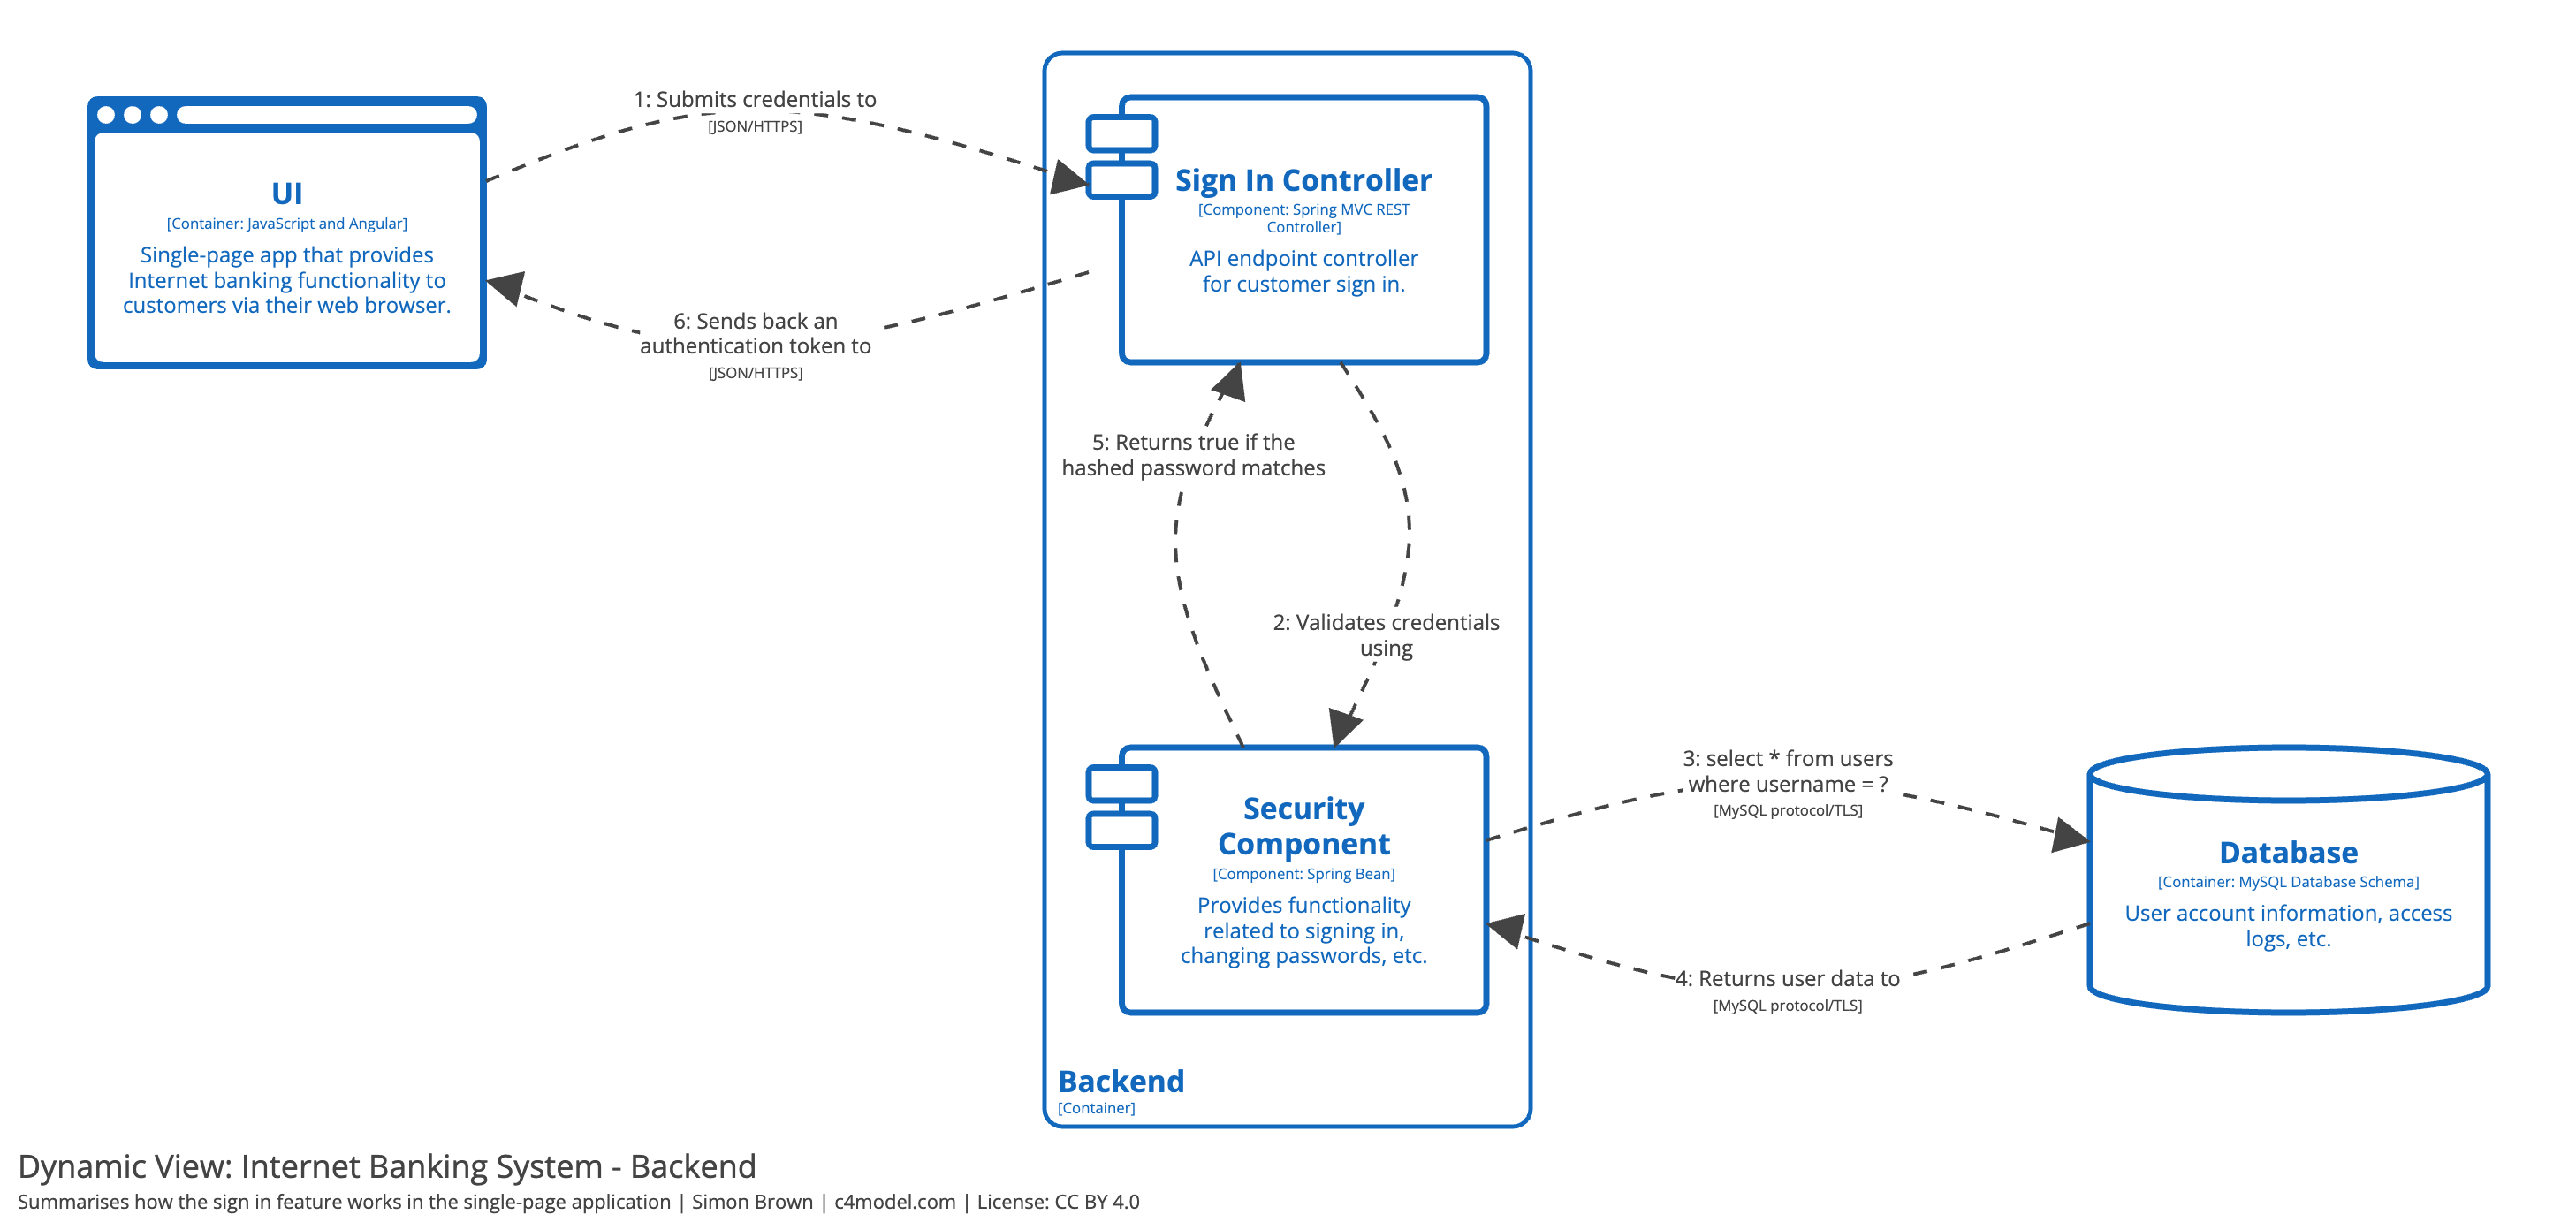 1: Submits credentials to
[JSON/HTTPS]
UI
[Container: JavaScript and Angular]
Single-page app that provides
Internet banking functionality to
customers via their web browser.
Sign In Controller
[Component: Spring MVC REST
Controller]
API endpoint controller
for customer sign in.
6: Sends back an
authentication token to
[JSON/HTTPS]
5: Returns true if the
hashed password matches
2: Validates credentials
using
Security
Component
[Component: Spring Bean]
Provides functionality
related to signing in,
changing passwords, etc.
3: select * from users
where username = ?
[MySQL protocol/TLS]
Database
[Container: MySQL Database Schema]
User account information, access
logs, etc.
4: Returns user data to
[MySQL protocol/TLS]
Backend
[Container]
Dynamic View: Internet Banking System - Backend
Summarises how the sign in feature works in the single-page application | Simon Brown | c4model.com | License: CC BY 4.0